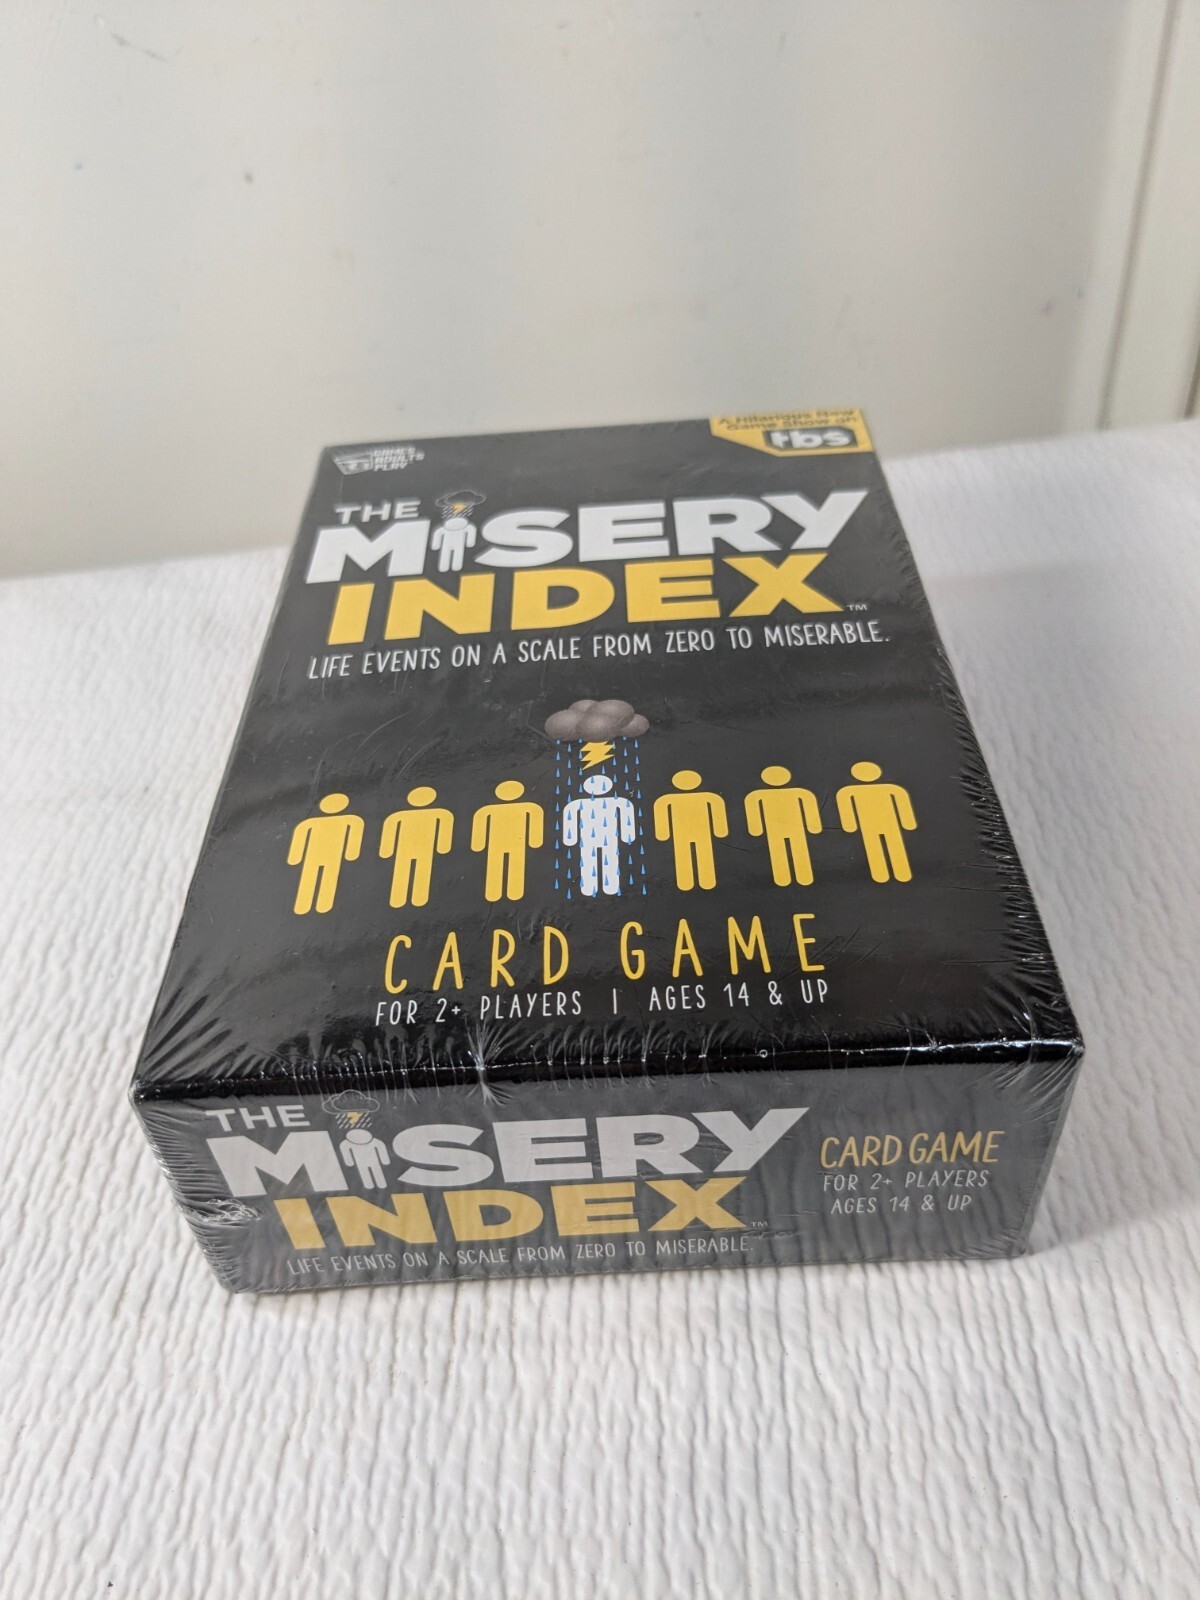 GAMES
ADULTS
PLAY
A Hilarious New
Game Show on
tbs
THE
MISERY
INDEX™
LIFE EVENTS ON A SCALE FROM ZERO TO MISERABLE.
CARD GAME
FOR 2+ PLAYERS | AGES 14 & UP
THE
MISERY
INDEX™
LIFE EVENTS ON A SCALE FROM ZERO TO MISERABLE.
CARD GAME
FOR 2+ PLAYERS
AGES 14 & UP